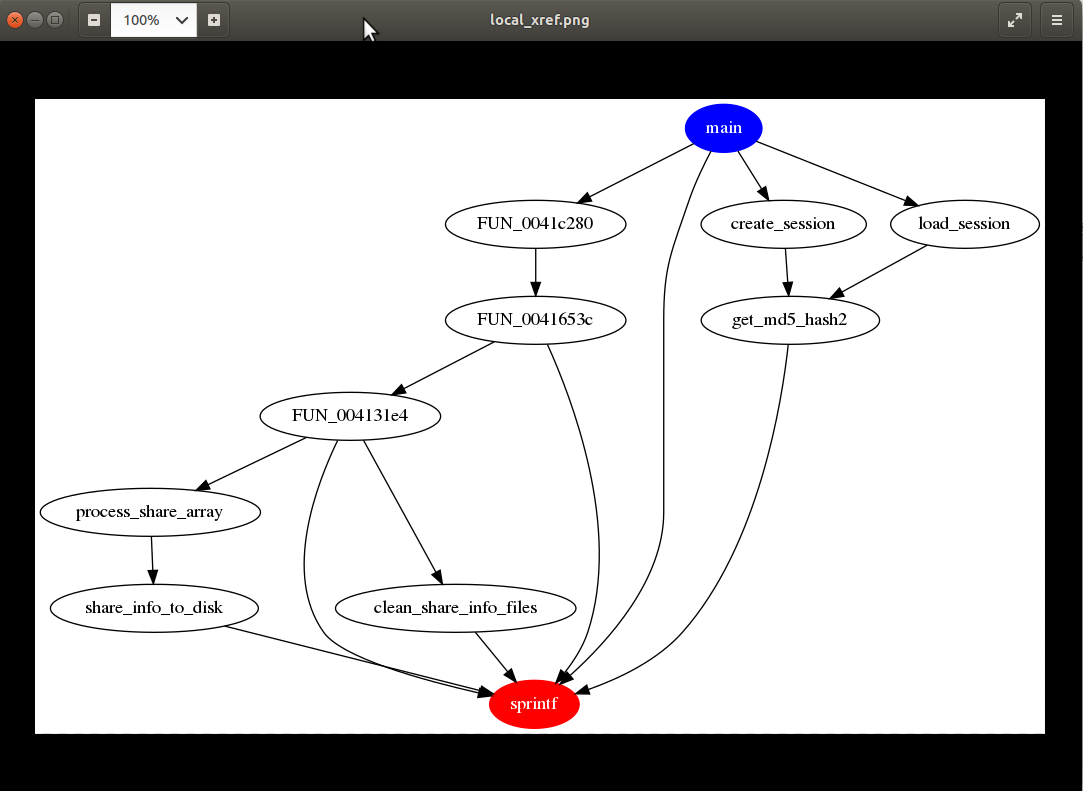 100%
local_xref.png
main
FUN_0041c280
create_session
load_session
FUN_0041653c
get_md5_hash2
FUN_004131e4
process_share_array
share_info_to_disk
clean_share_info_files
sprintf